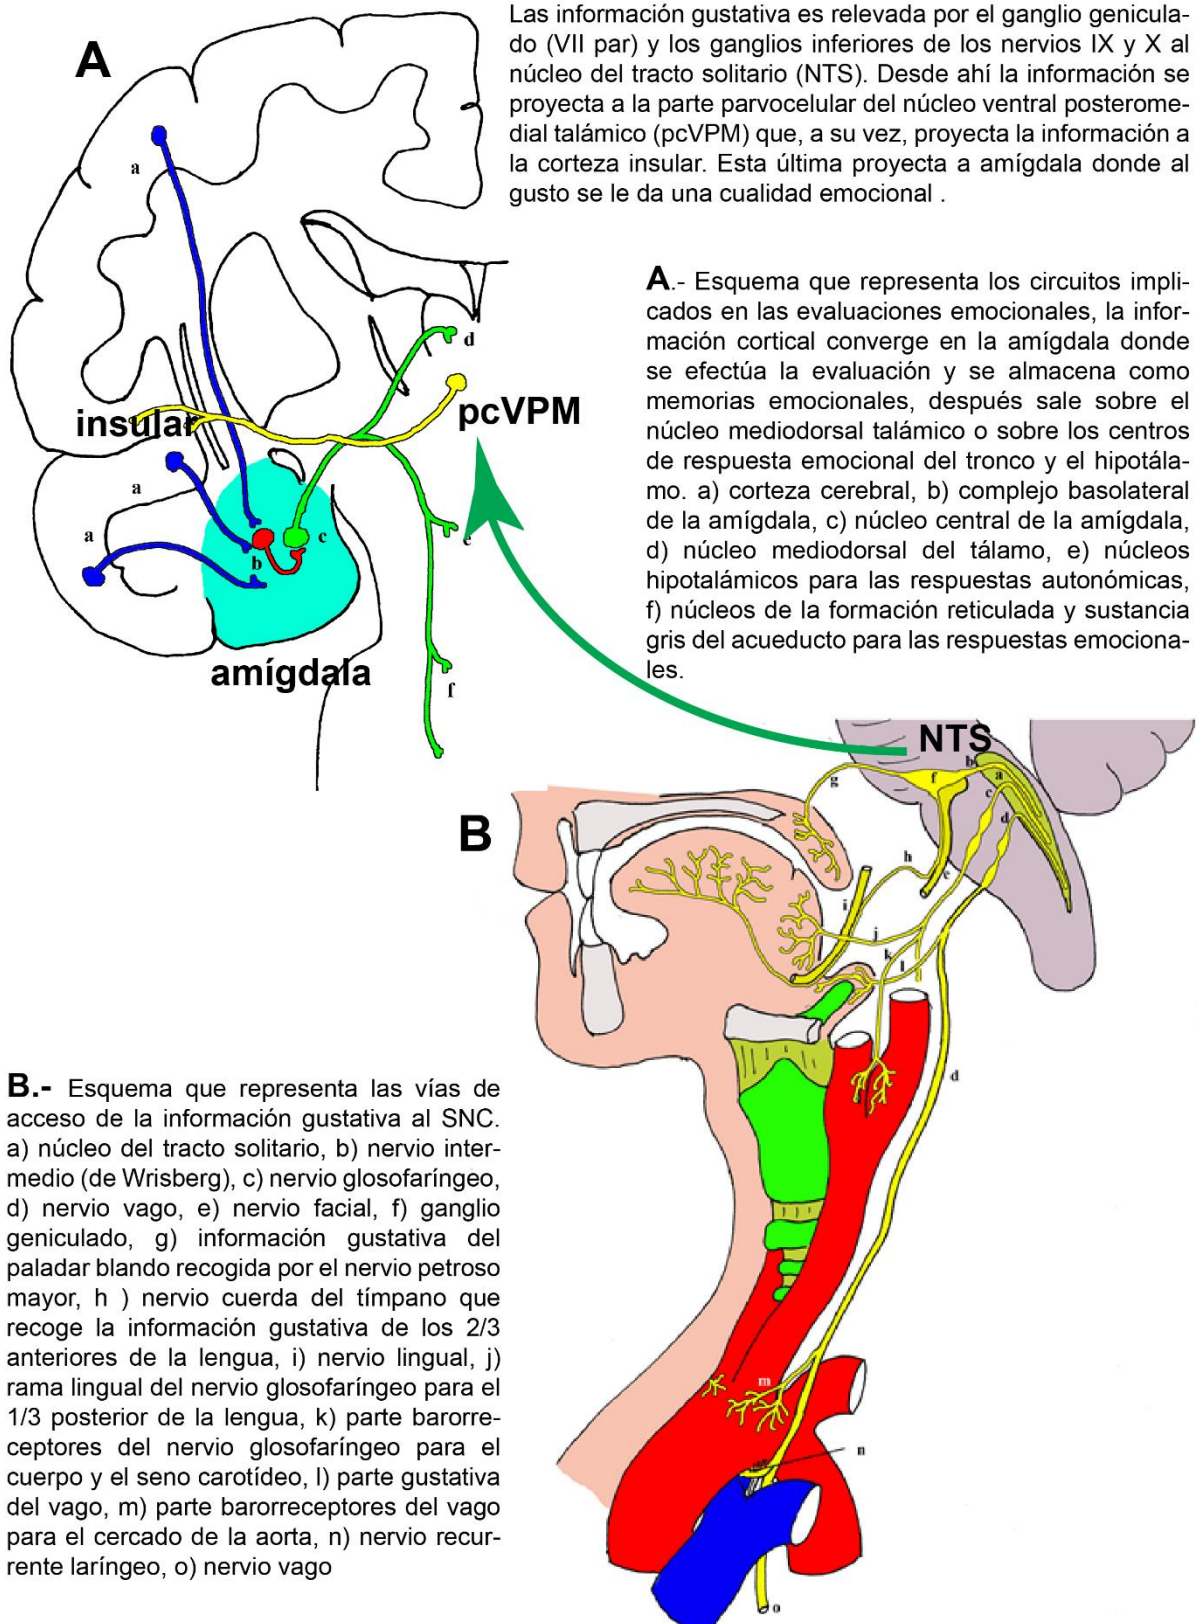 Las información gustativa es relevada por el ganglio genicula-
do (VII par) y los ganglios inferiores de los nervios IX y X al
núcleo del tracto solitario (NTS). Desde ahí la información se
proyecta a la parte parvocelular del núcleo ventral posterome-
dial talámico (pcVPM) que, a su vez, proyecta la información a
la corteza insular. Esta última proyecta a amígdala donde al
gusto se le da una cualidad emocional .
A
a
d
insular
pcVPM
a
a
b
c
e
amígdala
f
A.- Esquema que representa los circuitos impli-
cados en las evaluaciones emocionales, la infor-
mación cortical converge en la amígdala donde
se efectúa la evaluación y se almacena como
memorias emocionales, después sale sobre el
núcleo mediodorsal talámico o sobre los centros
de respuesta emocional del tronco y el hipotála-
mo. a) corteza cerebral, b) complejo basolateral
de la amígdala, c) núcleo central de la amígdala,
d) núcleo mediodorsal del tálamo, e) núcleos
hipotalámicos para las respuestas autonómicas,
f) núcleos de la formación reticulada y sustancia
gris del acueducto para las respuestas emociona-
les.
NTS
B
g
f
b
a
c
d
h
e
i
j
k
l
d
m
n
o
B.- Esquema que representa las vías de
acceso de la información gustativa al SNC.
a) núcleo del tracto solitario, b) nervio inter-
medio (de Wrisberg), c) nervio glosofaríngeo,
d) nervio vago, e) nervio facial, f) ganglio
geniculado, g) información gustativa del
paladar blando recogida por el nervio petroso
mayor, h ) nervio cuerda del tímpano que
recoge la información gustativa de los 2/3
anteriores de la lengua, i) nervio lingual, j)
rama lingual del nervio glosofaríngeo para el
1/3 posterior de la lengua, k) parte barorre-
ceptores del nervio glosofaríngeo para el
cuerpo y el seno carotídeo, l) parte gustativa
del vago, m) parte barorreceptores del vago
para el cercado de la aorta, n) nervio recur-
rente laríngeo, o) nervio vago